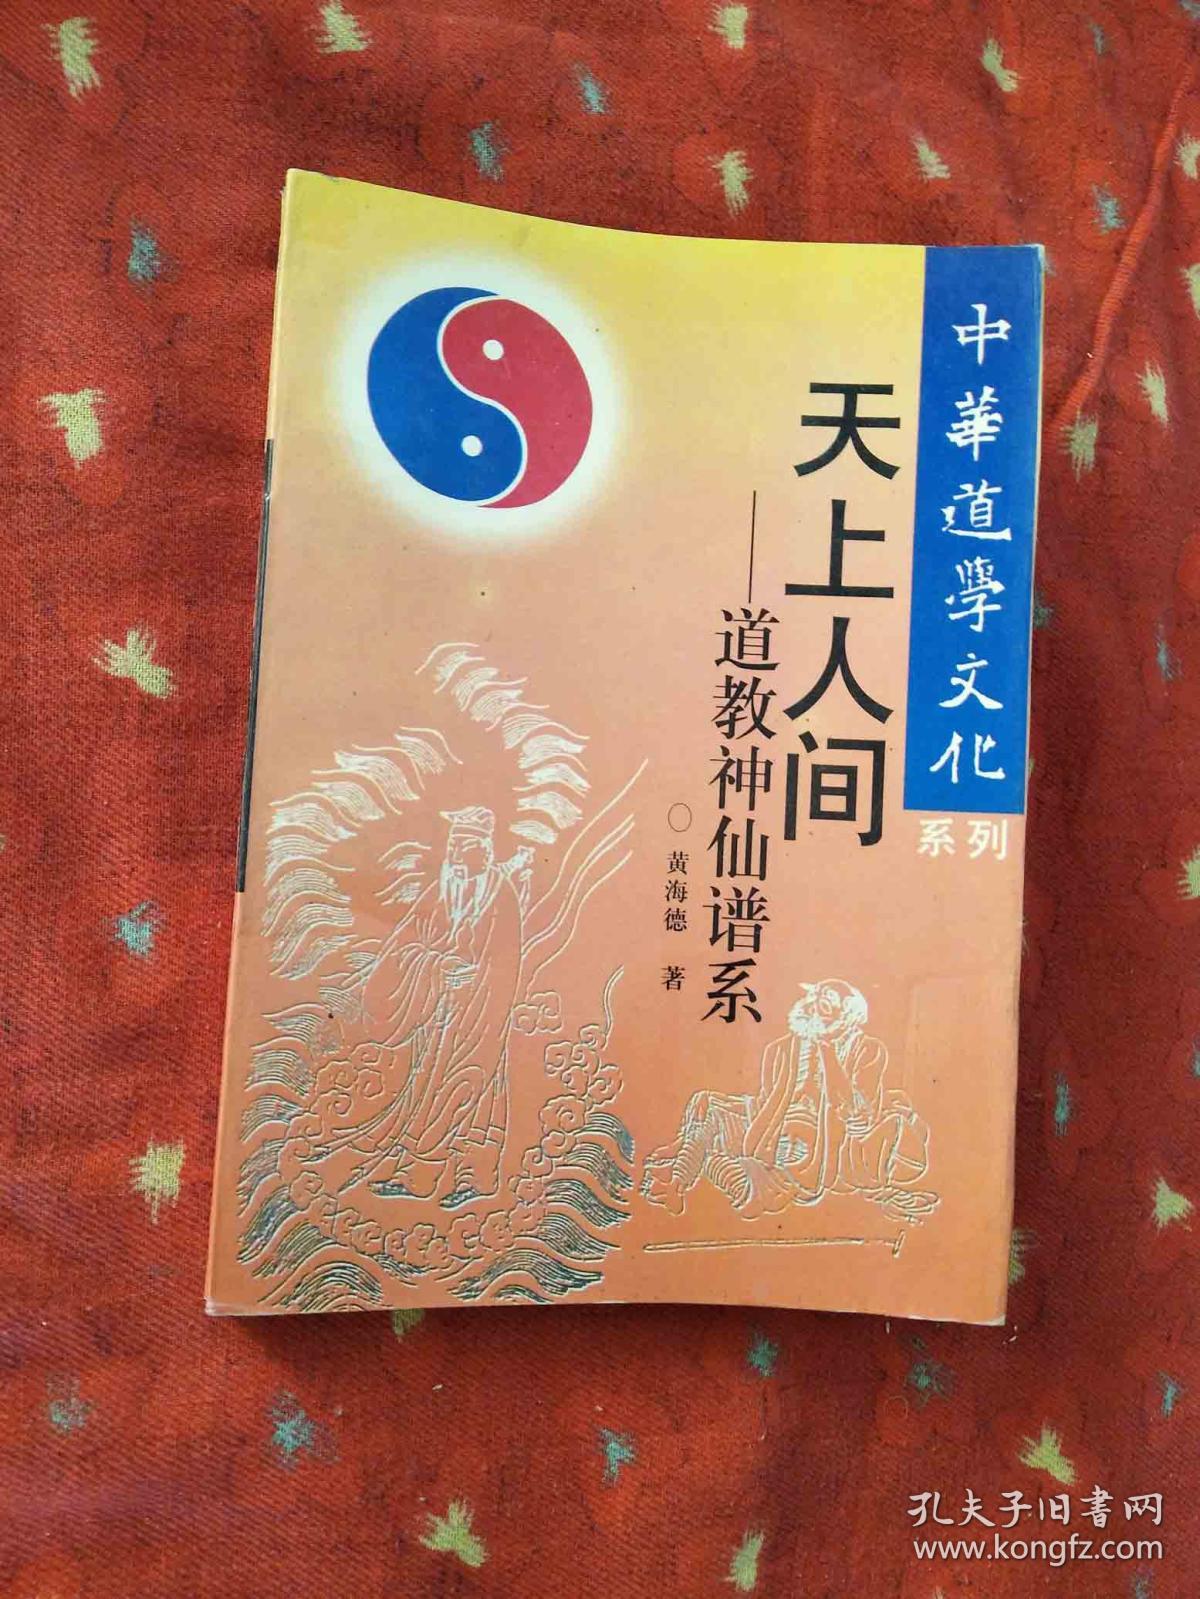 中華道學文化
系列
天上人间
——道教神仙谱系
〇黄海德 著
孔夫子旧书网
www.kongfz.com